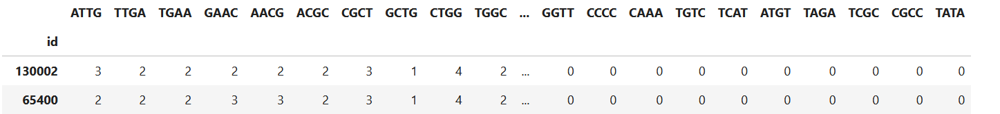 ATTG TTGA TGAA GAAC AACG ACGC CGCT GCTG CTGG TGGC ... GGTT CCCC CAAA TGTC TCAT ATGT TAGA TCGC CGCC TATA
id
130002 3 2 2 2 2 2 3 1 4 2 ... 0 0 0 0 0 0 0 0 0 0
65400 2 2 2 3 3 2 3 1 4 2 ... 0 0 0 0 0 0 0 0 0 0